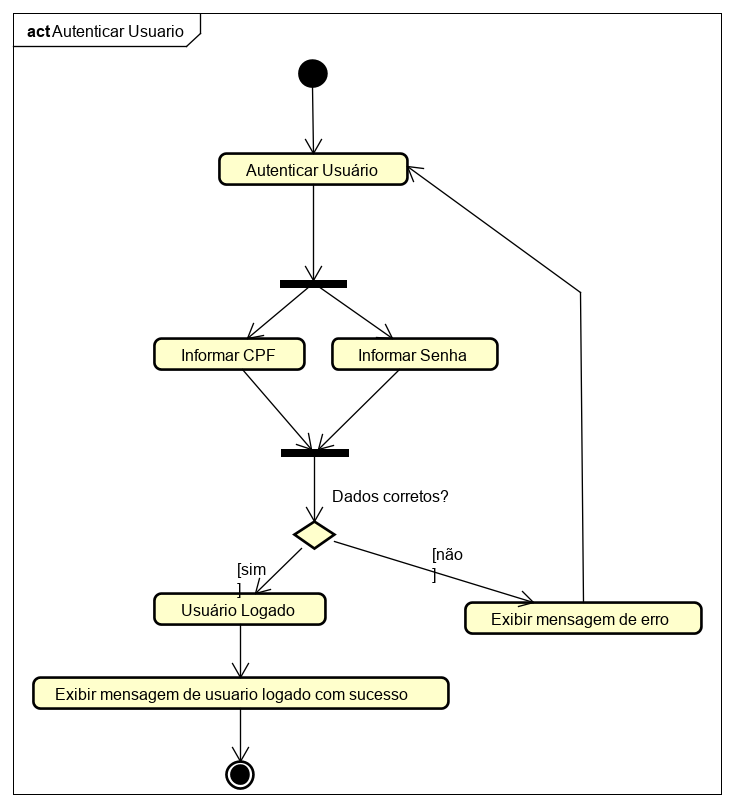 act Autenticar Usuario
Autenticar Usuário
Informar CPF
Informar Senha
Dados corretos?
[sim
]
[não
]
Usuário Logado
Exibir mensagem de erro
Exibir mensagem de usuario logado com sucesso